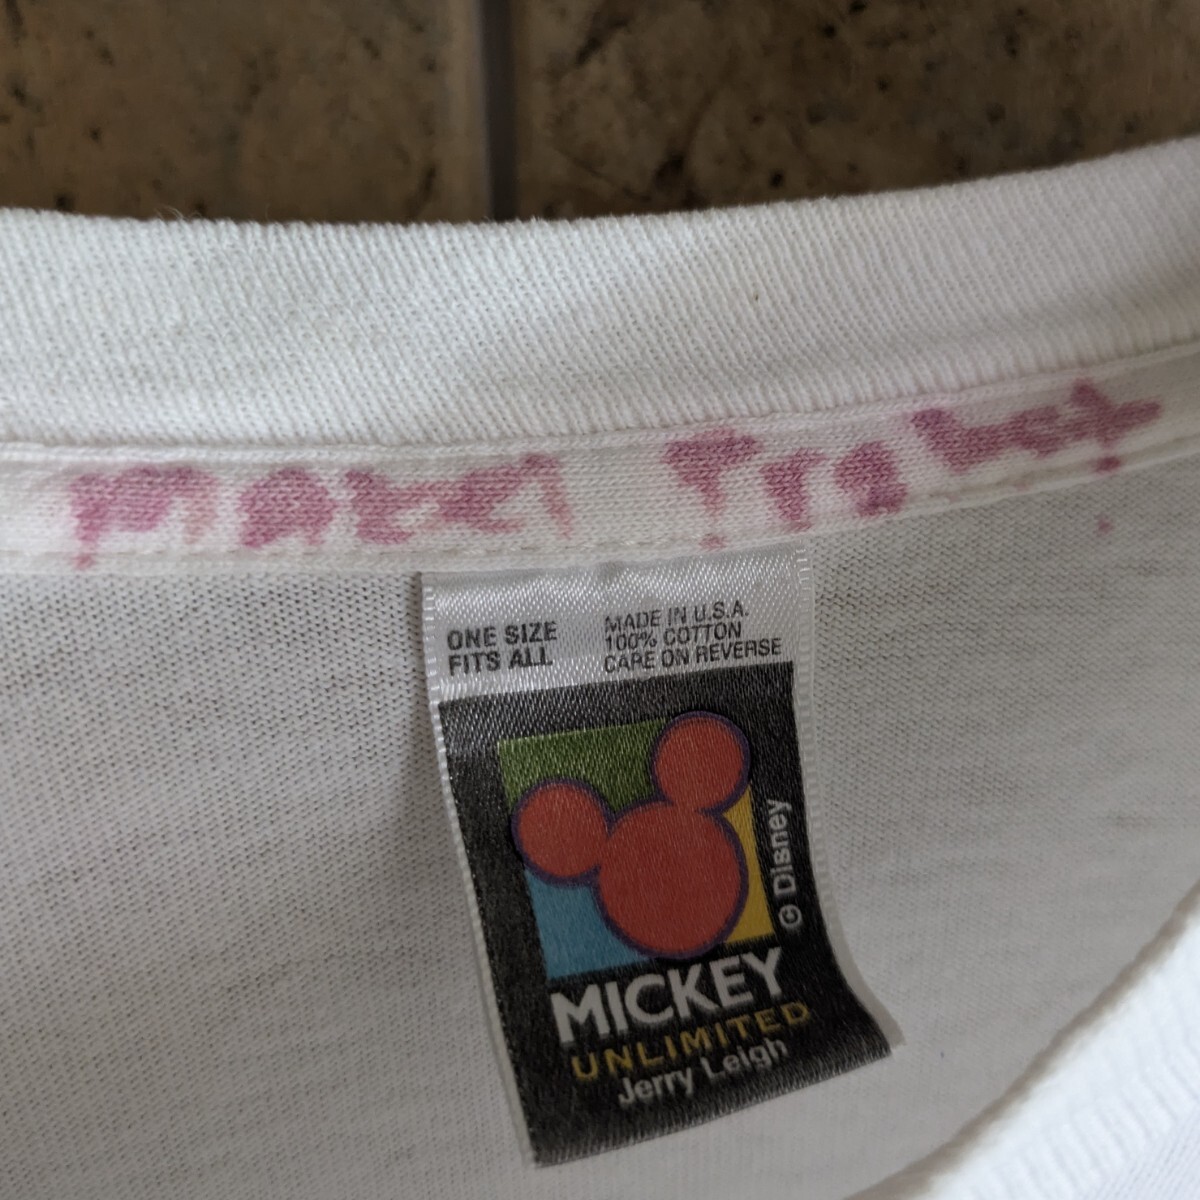 ONE SIZE
FITS ALL
MADE IN U.S.A.
100% COTTON
CARE ON REVERSE
© Disney
MICKEY
UNLIMITED
Jerry Leigh